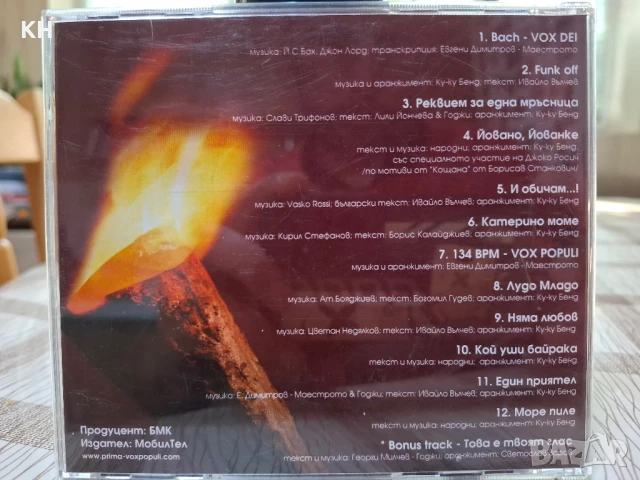 KH
1. Bach - VOX DEI
музика: Й.С.Бах, Джон Лорд, транскрипция: Евгени Димитров - Маестрото
2. Funk off
музика и аранжимент: Ку-ку Бенд; текст: Ивайло Вълчев
3. Реквием за една мръсница
музика: Слави Трифонов; текст: Лили Йончева & Годжи; аранжимент: Ку-ку Бенд
4. Йовано, Йованке
текст и музика: народни; аранжимент: Ку-ку Бенд,
със специалното участие на Джоко Росич
/по мотиви от "Кощана" от Борисав Станкович/
5. И обичам...!
музика: Vasko Rossi; български текст: Ивайло Вълчев; аранжимент: Ку-ку Бенд
6. Катерино моме
музика: Кирил Стефанов; текст: Борис Калайджиев; аранжимент: Ку-ку Бенд
7. 134 BPM - VOX POPULI
музика и аранжимент: Евгени Димитров - Маестрото
8. Лудо Младо
музика: Ат.Бояджиев; текст: Богомил Гудев; аранжимент: Ку-ку Бенд
9. Няма любов
музика: Цветан Недялков; текст: Ивайло Вълчев; аранжимент: Ку-ку Бенд
10. Кой уши байрака
текст и музика: народни; аранжимент: Ку-ку Бенд
11. Един приятел
музика: Е. Димитров - Маестрото & Годжи; текст: Ивайло Вълчев; аранжимент: Ку-ку Бенд
12. Море пиле
текст и музика: народни; аранжимент: Ку-ку Бенд
* Bonus track - Това е твоят глас
текст и музика: Георги Милчев - Годжи; аранжимент: Светослав
Продуцент: БМК
Издател: МобилТел
www.prima-voxpopuli.com